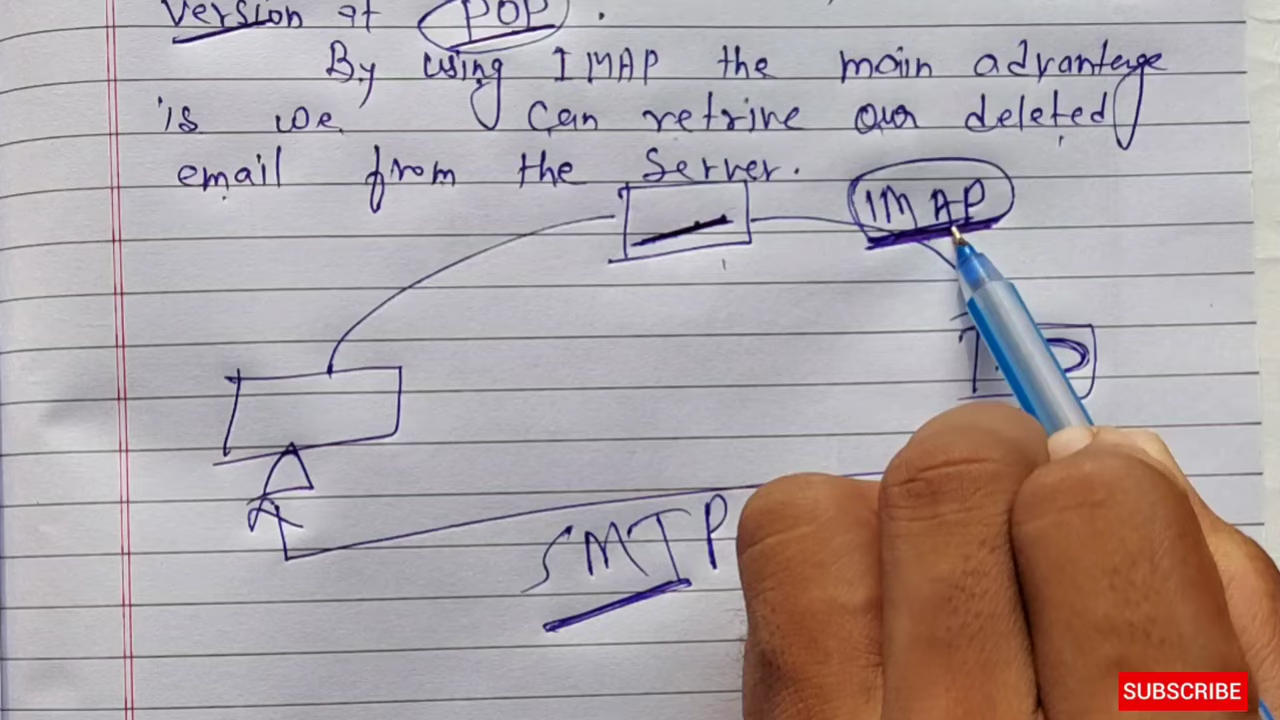 Version of POP.
By using IMAP the main advantage
is we can retrive our deleted
email from the Server.
IMAP
SMTP
SUBSCRIBE